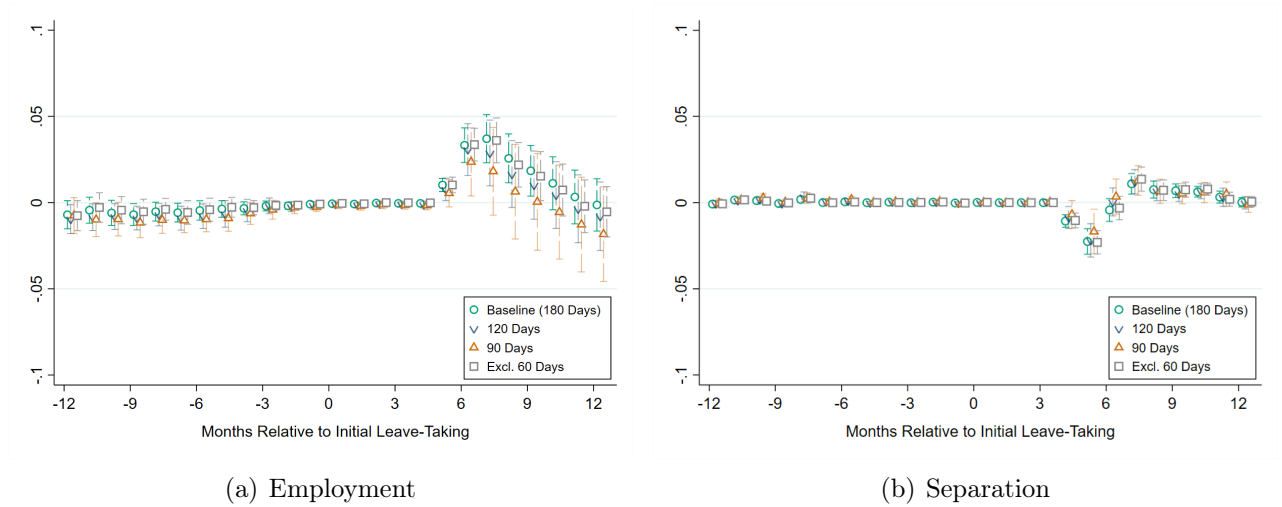 .1
.05
0
-.05
-.1
-12 -9 -6 -3 0 3 6 9 12
Months Relative to Initial Leave-Taking
Baseline (180 Days)
120 Days
90 Days
Excl. 60 Days
(a) Employment
.1
.05
0
-.05
-.1
-12 -9 -6 -3 0 3 6 9 12
Months Relative to Initial Leave-Taking
Baseline (180 Days)
120 Days
90 Days
Excl. 60 Days
(b) Separation